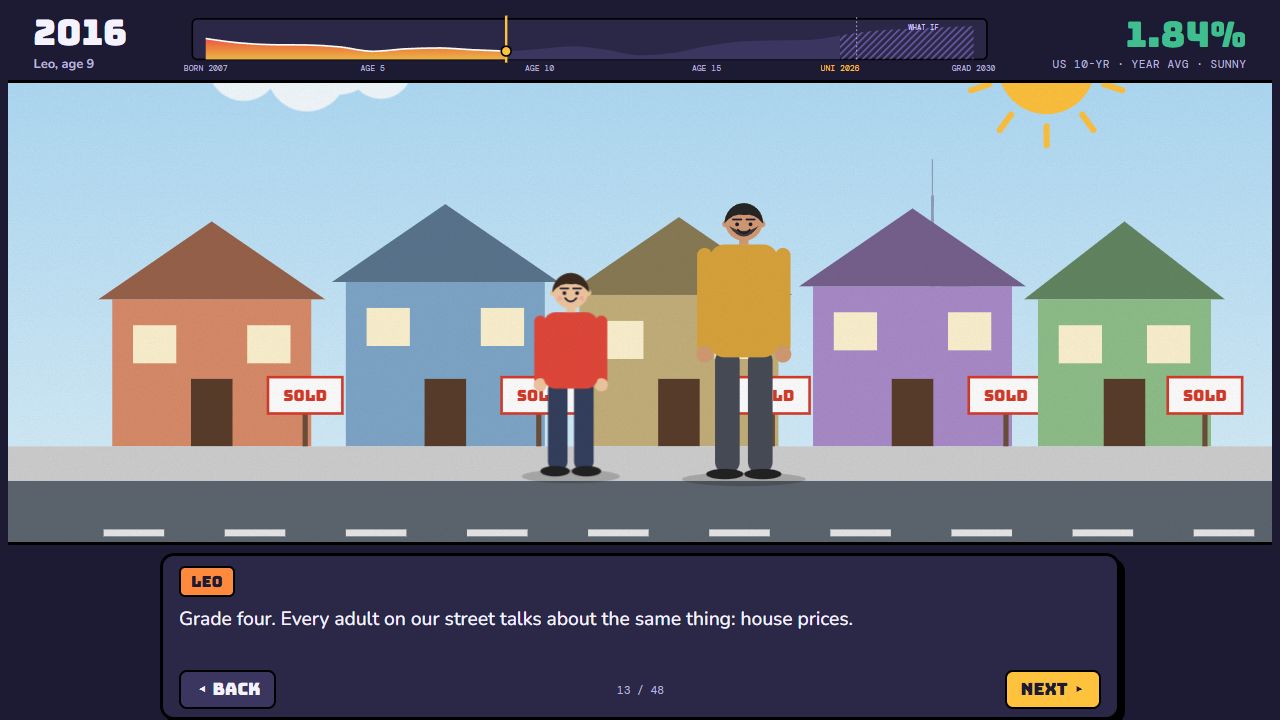 2016
Leo, age 9
WHAT IF
BORN 2007
AGE 5
AGE 10
AGE 15
UNI 2026
GRAD 2030
1.84%
US 10-YR · YEAR AVG · SUNNY
SOLD
SOL
LD
SOLD
SOLD
LEO
Grade four. Every adult on our street talks about the same thing: house prices.
◂ BACK
13 / 48
NEXT ▸